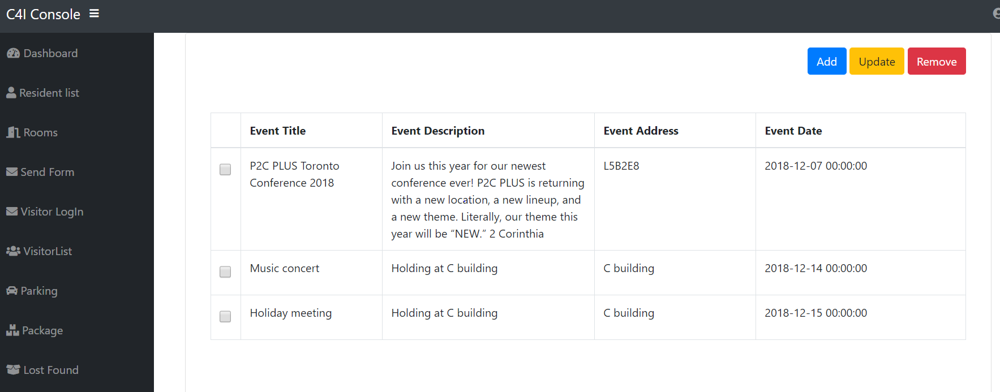 C4I Console
Dashboard
Resident list
Rooms
Send Form
Visitor LogIn
VisitorList
Parking
Package
Lost Found
Add Update Remove
Event Title Event Description Event Address Event Date
P2C PLUS Toronto
Conference 2018
Join us this year for our newest
conference ever! P2C PLUS is returning
with a new location, a new lineup, and
a new theme. Literally, our theme this
year will be “NEW.” 2 Corinthia
L5B2E8
2018-12-07 00:00:00
Music concert Holding at C building C building 2018-12-14 00:00:00
Holiday meeting Holding at C building C building 2018-12-15 00:00:00